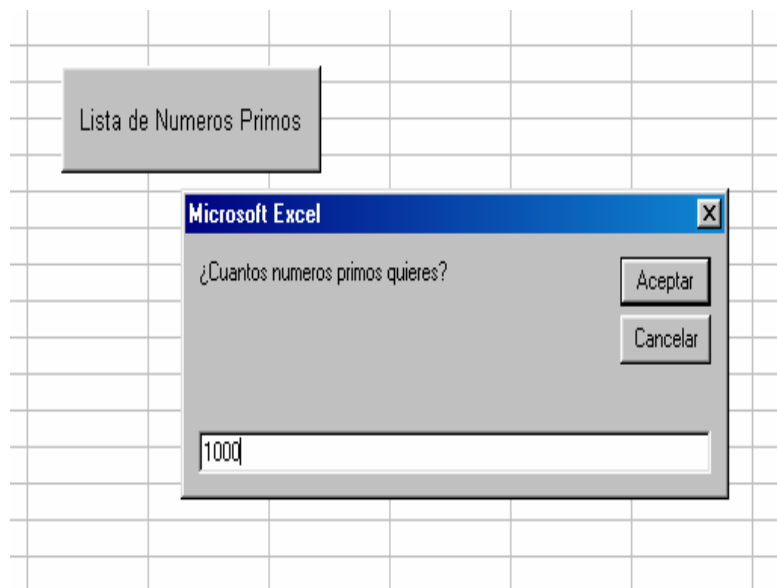 Lista de Numeros Primos
Microsoft Excel
¿Cuantos numeros primos quieres?
Aceptar
Cancelar
1000